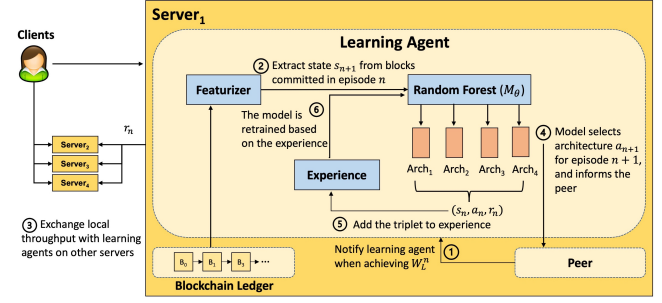 Server₁
Clients
Learning Agent
② Extract state sₙ₊₁ from blocks
committed in episode n
Featurizer
Random Forest (M_θ)
The model is ⑥
retrained based
on the experience
④ Model selects
architecture aₙ₊₁
for episode n + 1,
and informs the
peer
rₙ
Server₂
Server₃
Server₄
Experience
Arch₁ Arch₂ Arch₃ Arch₄
(sₙ, aₙ, rₙ)
⑤ Add the triplet to experience
③ Exchange local
throughput with learning
agents on other servers
Notify learning agent ①
when achieving W_Lⁿ
B₀ B₁ B₃ ···
Blockchain Ledger
Peer